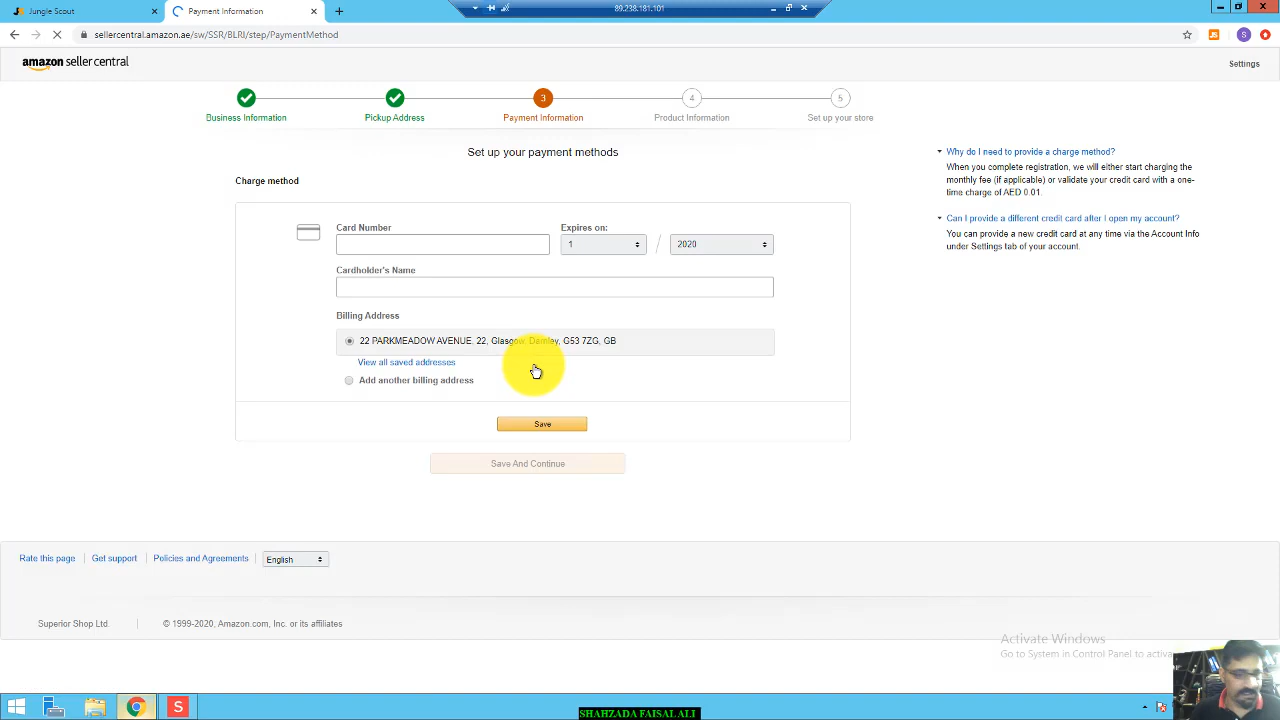 Jungle Scout
Payment Information
89.238.181.101
sellercentral.amazon.ae/sw/SSR/BLRI/step/PaymentMethod
JS
S
amazon seller central
Settings
3
4
5
Business Information
Pickup Address
Payment Information
Product Information
Set up your store
Set up your payment methods
Why do I need to provide a charge method?
When you complete registration, we will either start charging the
monthly fee (if applicable) or validate your credit card with a one-
time charge of AED 0.01.
Can I provide a different credit card after I open my account?
You can provide a new credit card at any time via the Account Info
under Settings tab of your account.
Charge method
Card Number
Expires on:
1
/
2020
Cardholder's Name
Billing Address
22 PARKMEADOW AVENUE, 22, Glasgow, Darnley, G53 7ZG, GB
View all saved addresses
Add another billing address
Save
Save And Continue
Rate this page
Get support
Policies and Agreements
English
Superior Shop Ltd
© 1999-2020, Amazon.com, Inc. or its affiliates
Activate Windows
Go to System in Control Panel to
S
SHAHZADA FAISAL ALI